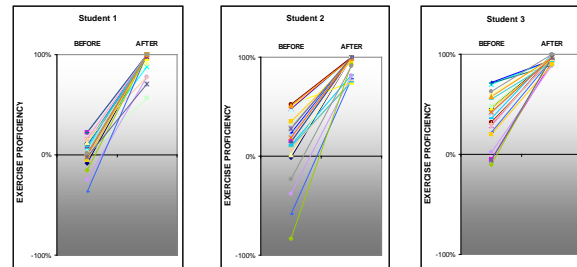 Student 1
BEFORE AFTER
100%
0%
-100%
EXERCISE PROFICIENCY
Student 2
BEFORE AFTER
100%
0%
-100%
EXERCISE PROFICIENCY
Student 3
BEFORE AFTER
100%
0%
-100%
EXERCISE PROFICIENCY